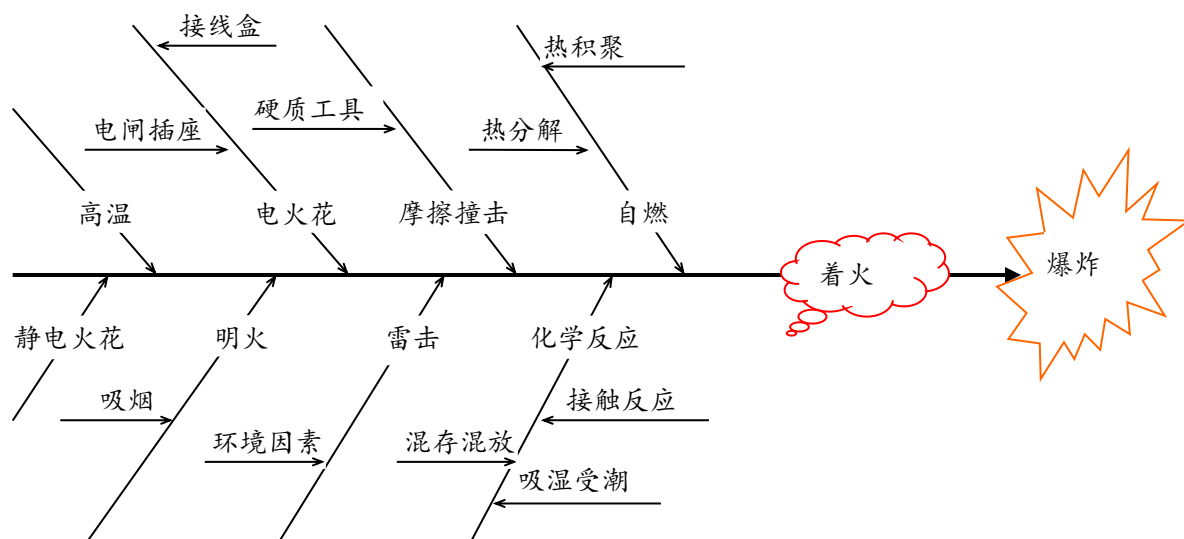 接线盒
热积聚
硬质工具
电闸插座
热分解
高温
电火花
摩擦撞击
自燃
着火
爆炸
静电火花
明火
雷击
化学反应
吸烟
接触反应
环境因素
混存混放
吸湿受潮